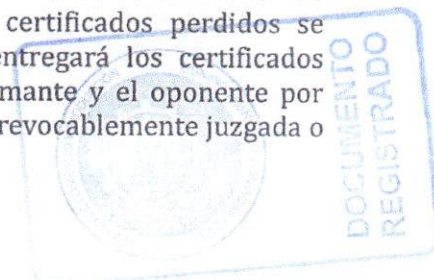 certificados perdidos se
entregará los certificados
mante y el oponente por
revocablemente juzgada o
DOCUMENTO
REGISTRADO